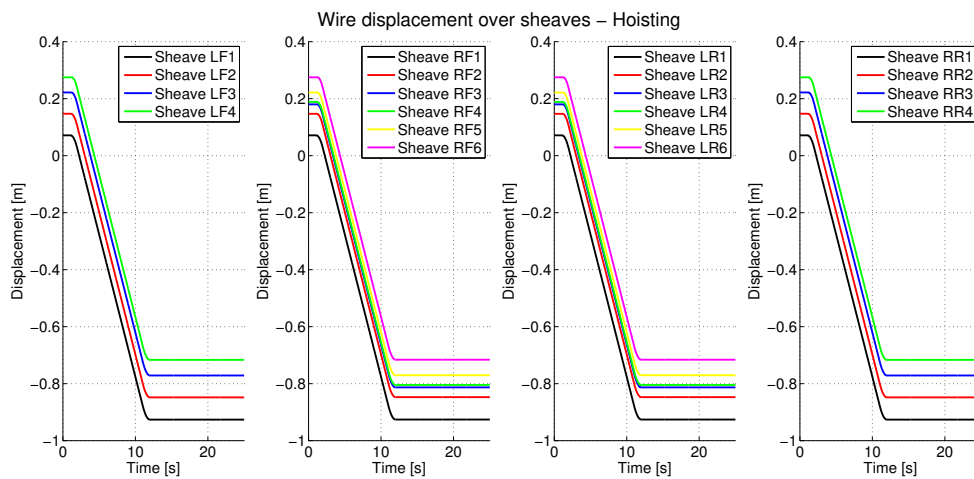 Wire displacement over sheaves − Hoisting
0.4
0.2
0
−0.2
−0.4
−0.6
−0.8
−1
Displacement [m]
0 10 20
Time [s]
Sheave LF1
Sheave LF2
Sheave LF3
Sheave LF4
0.4
0.2
0
−0.2
−0.4
−0.6
−0.8
−1
Displacement [m]
0 10 20
Time [s]
Sheave RF1
Sheave RF2
Sheave RF3
Sheave RF4
Sheave RF5
Sheave RF6
0.4
0.2
0
−0.2
−0.4
−0.6
−0.8
−1
Displacement [m]
0 10 20
Time [s]
Sheave LR1
Sheave LR2
Sheave LR3
Sheave LR4
Sheave LR5
Sheave LR6
0.4
0.2
0
−0.2
−0.4
−0.6
−0.8
−1
Displacement [m]
0 10 20
Time [s]
Sheave RR1
Sheave RR2
Sheave RR3
Sheave RR4